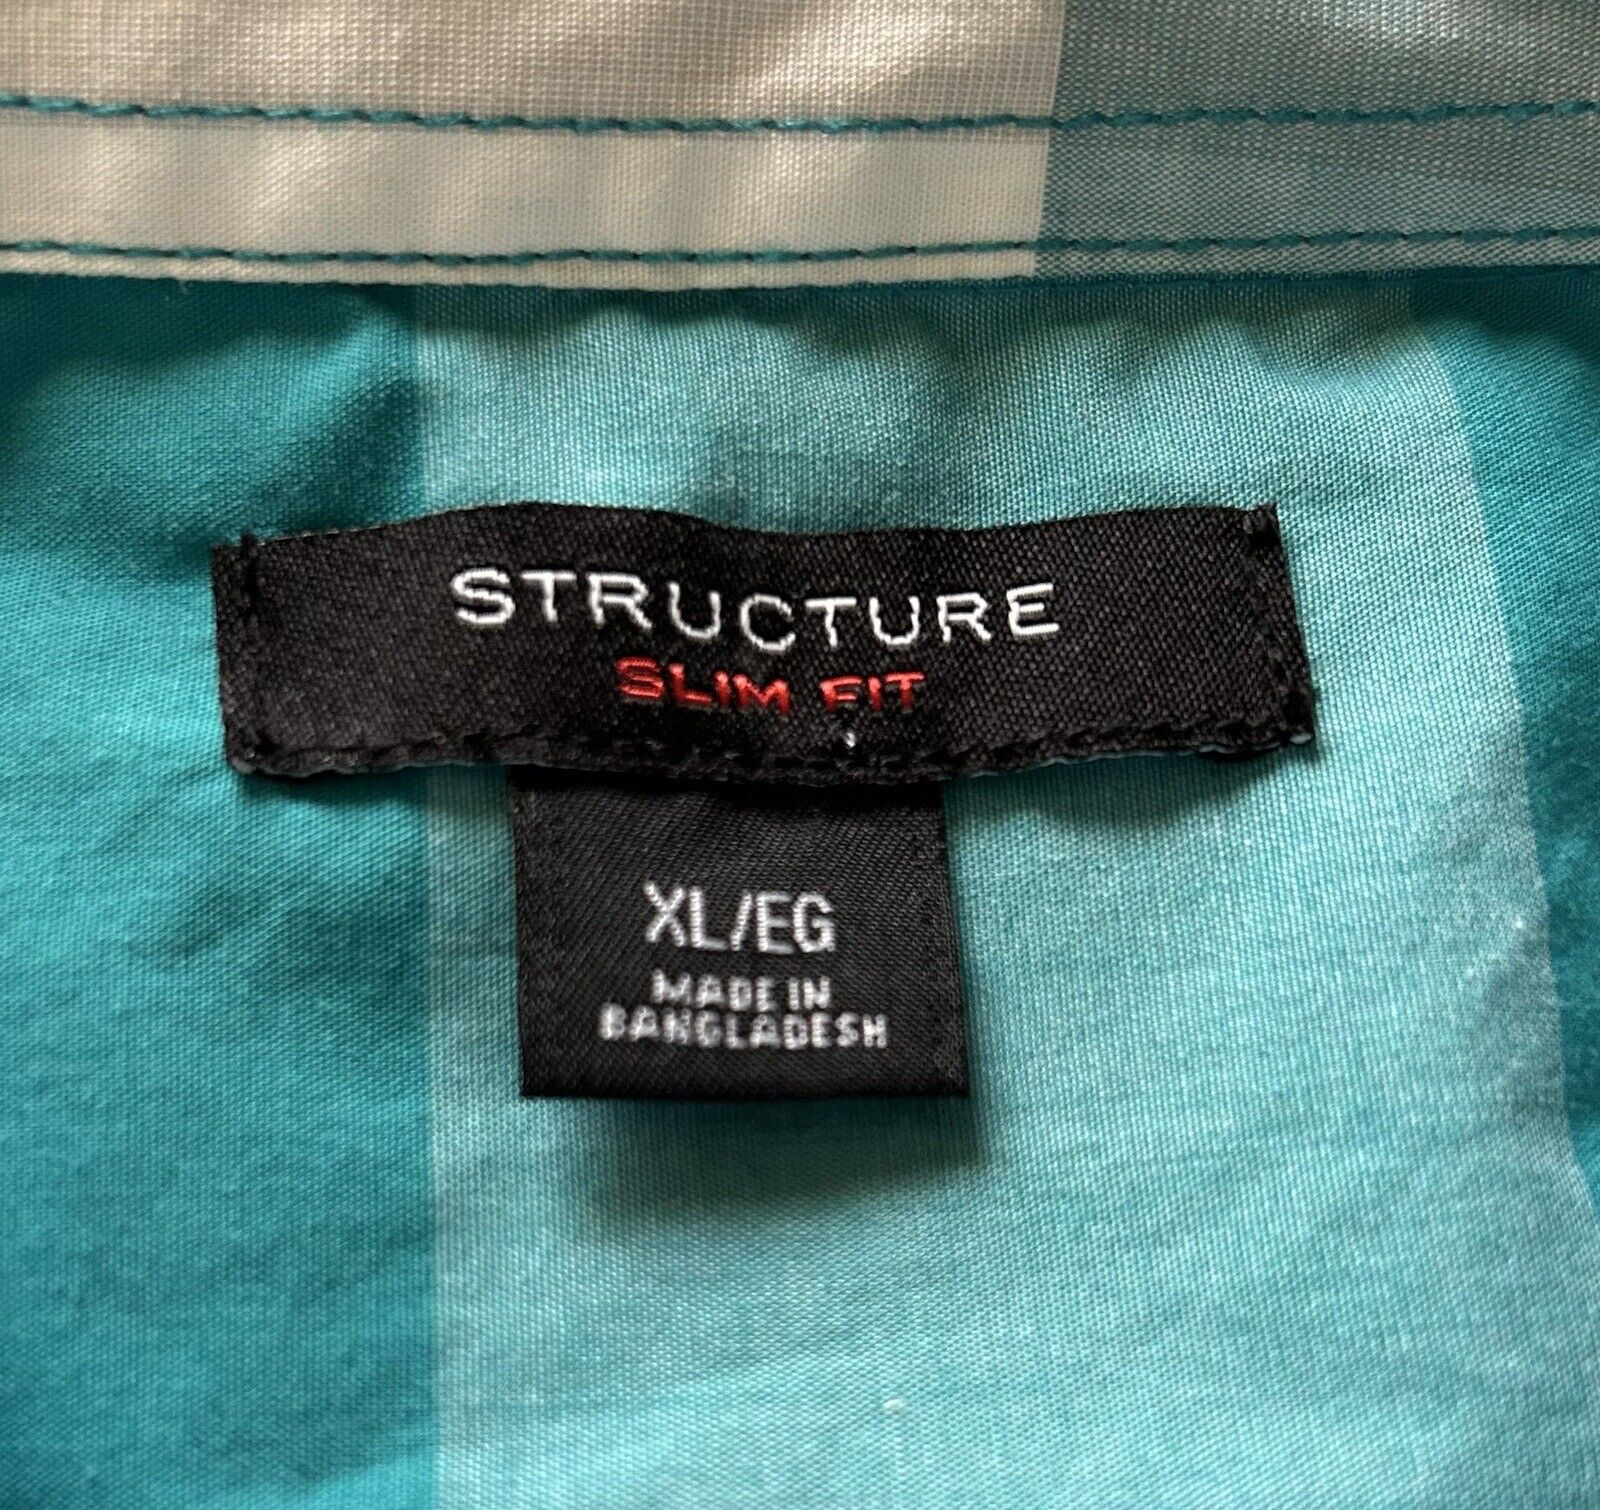 STRUCTURE
SLIM FIT
XL/EG
MADE IN
BANGLADESH